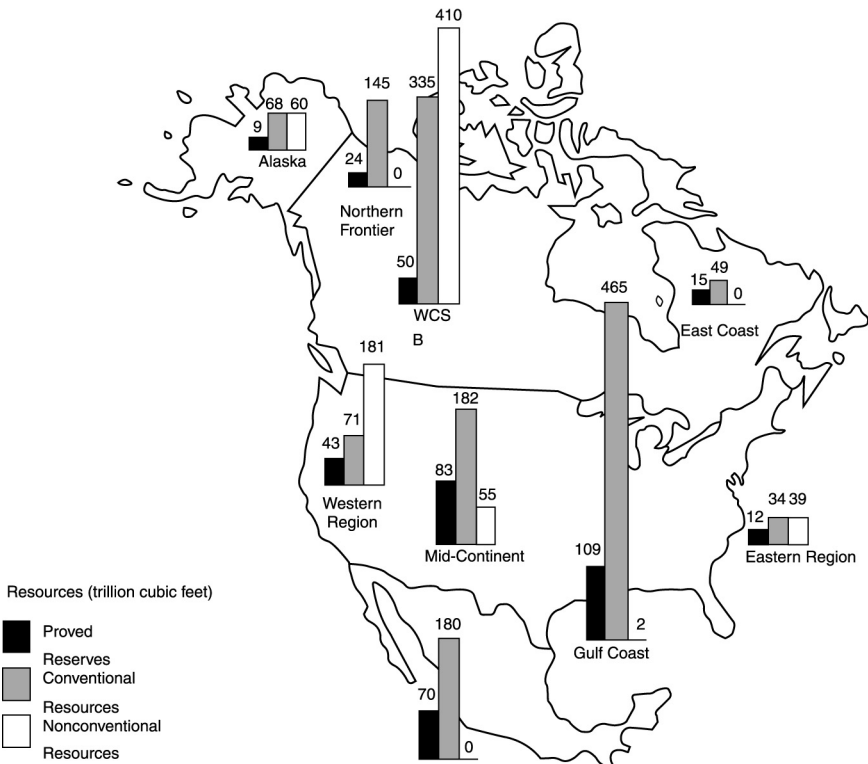 410
145
335
68 60
9
Alaska
24
0
Northern
Frontier
50
WCS
B
465
49
15
0
East Coast
181
71
43
Western
Region
182
83
55
Mid-Continent
34 39
12
Eastern Region
109
2
Gulf Coast
180
70
0
Resources (trillion cubic feet)
Proved
Reserves
Conventional
Resources
Nonconventional
Resources